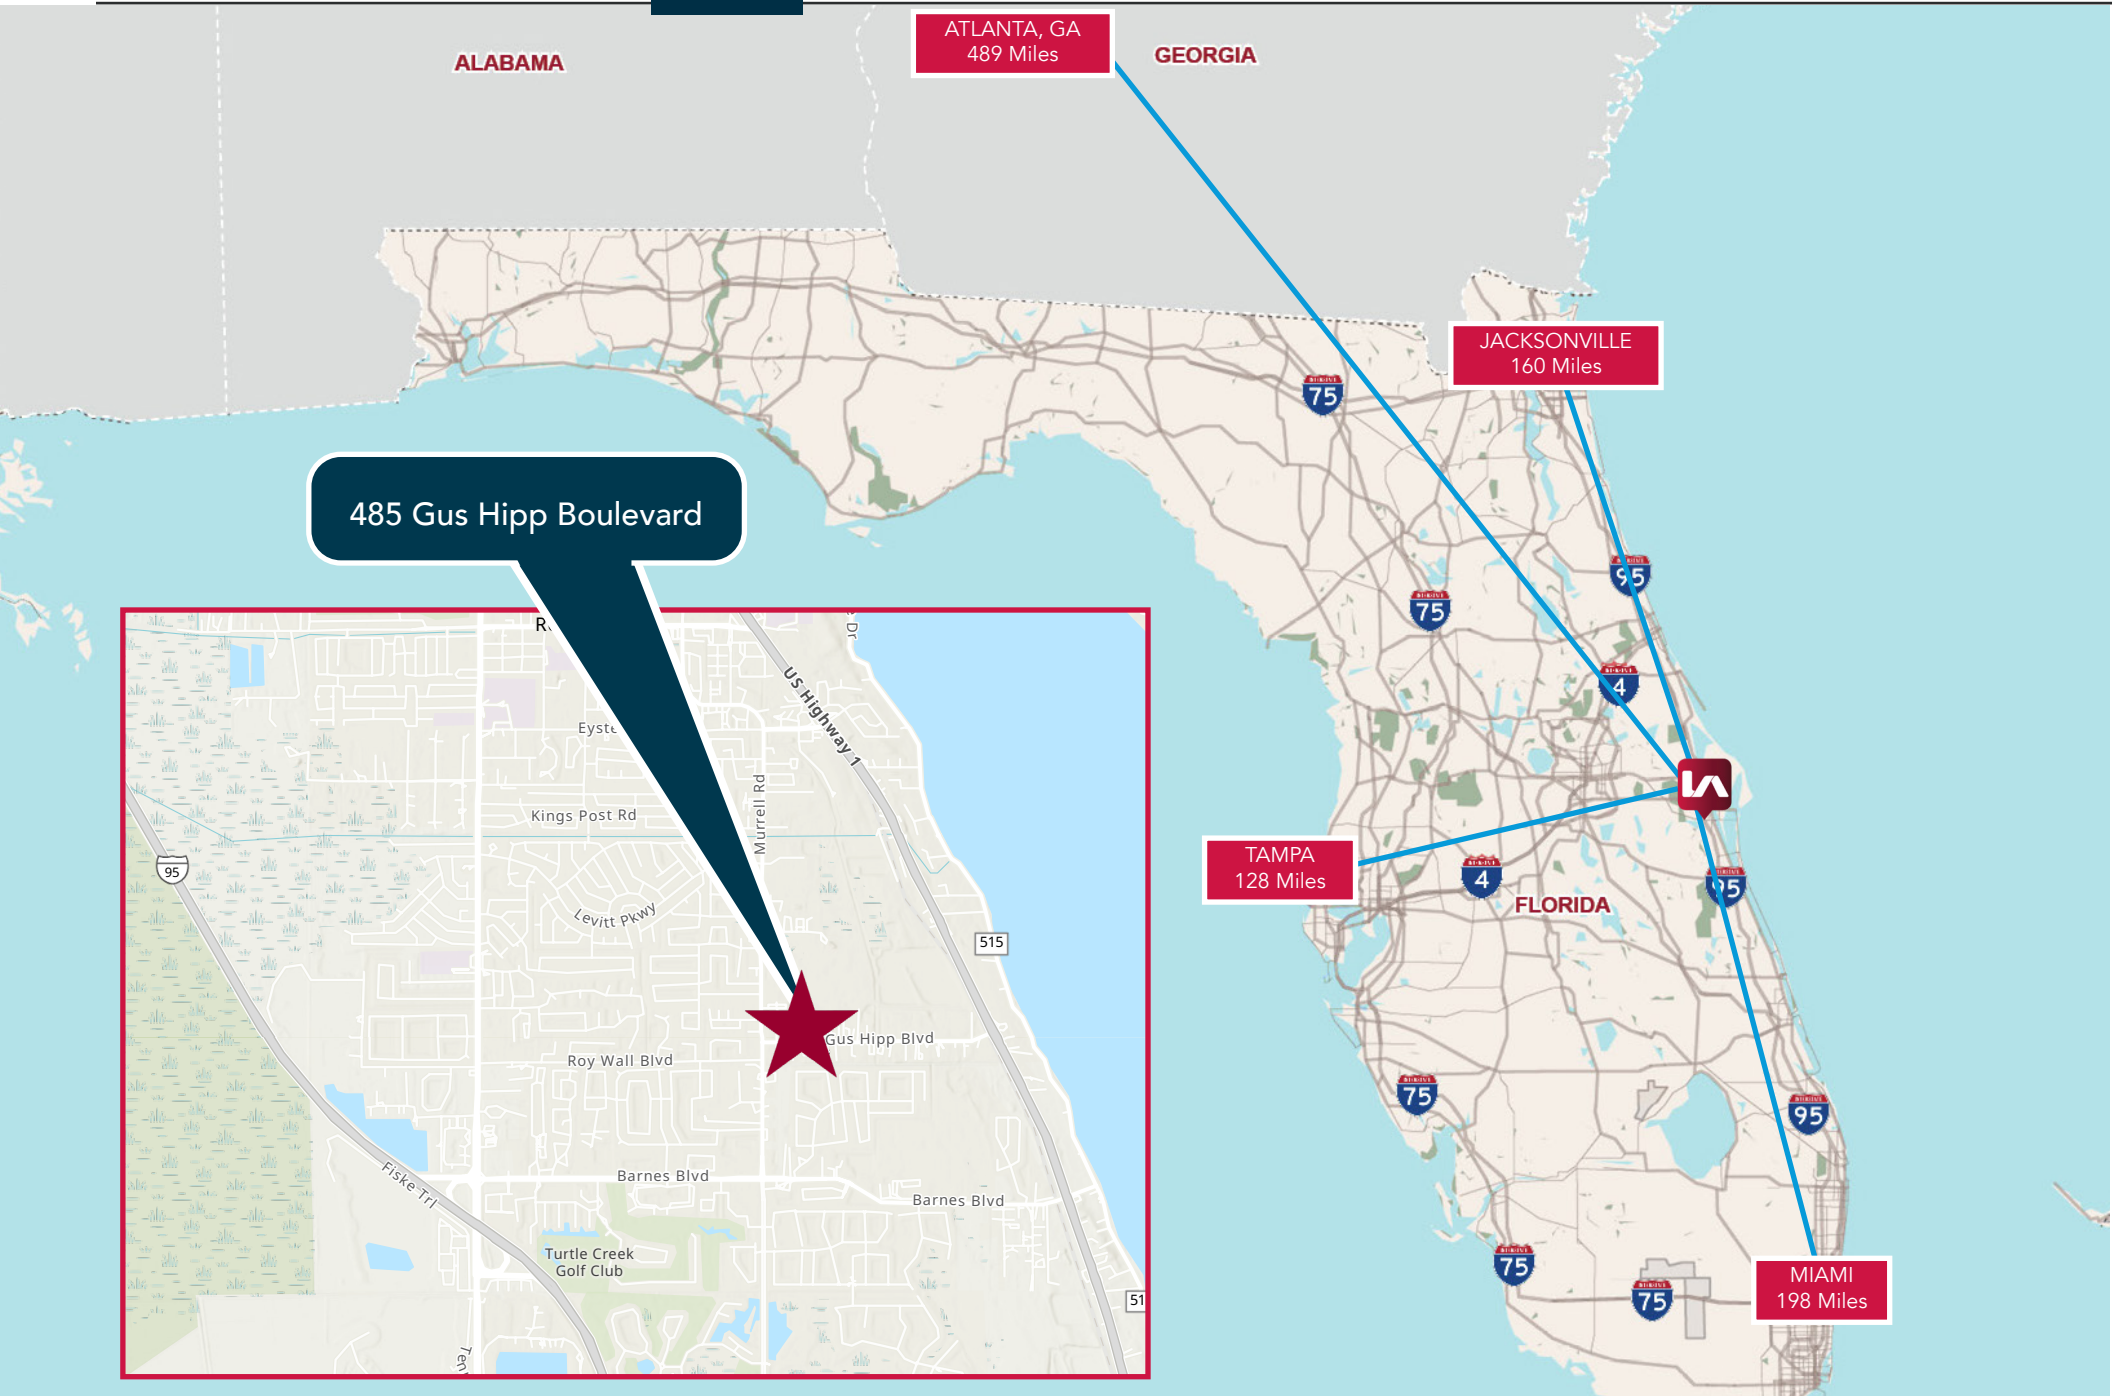 ALABAMA
ATLANTA, GA
489 Miles
GEORGIA
JACKSONVILLE
160 Miles
75
485 Gus Hipp Boulevard
95
75
4
Dr
US Highway 1
Kings Post Rd
Murrell Rd
95
Levitt Pkwy
TAMPA
128 Miles
4
95
FLORIDA
515
Gus Hipp Blvd
Roy Wall Blvd
75
95
Barnes Blvd
Fiske Trl
Barnes Blvd
Turtle Creek
Golf Club
75
75
MIAMI
198 Miles